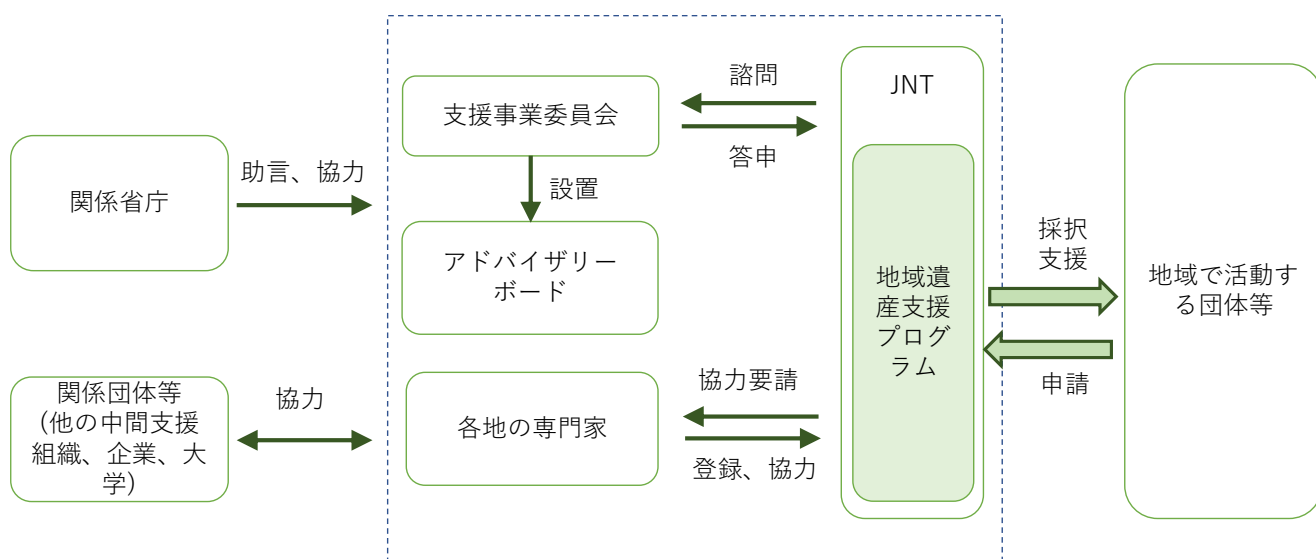 関係省庁
助言、協力
関係団体等
(他の中間支援
組織、企業、大
学)
協力
支援事業委員会
設置
アドバイザリー
ボード
各地の専門家
諮問
答申
協力要請
登録、協力
JNT
地域遺
産支援
プログ
ラム
採択
支援
申請
地域で活動す
る団体等